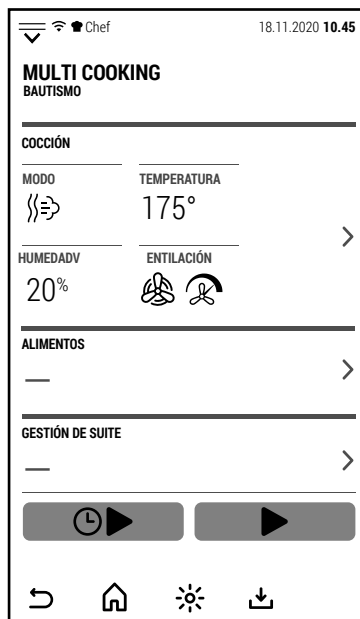 Chef 18.11.2020 10.45
MULTI COOKING
BAUTISMO
COCCIÓN
MODO TEMPERATURA
175°
HUMEDADV ENTILACIÓN
20%
ALIMENTOS
GESTIÓN DE SUITE